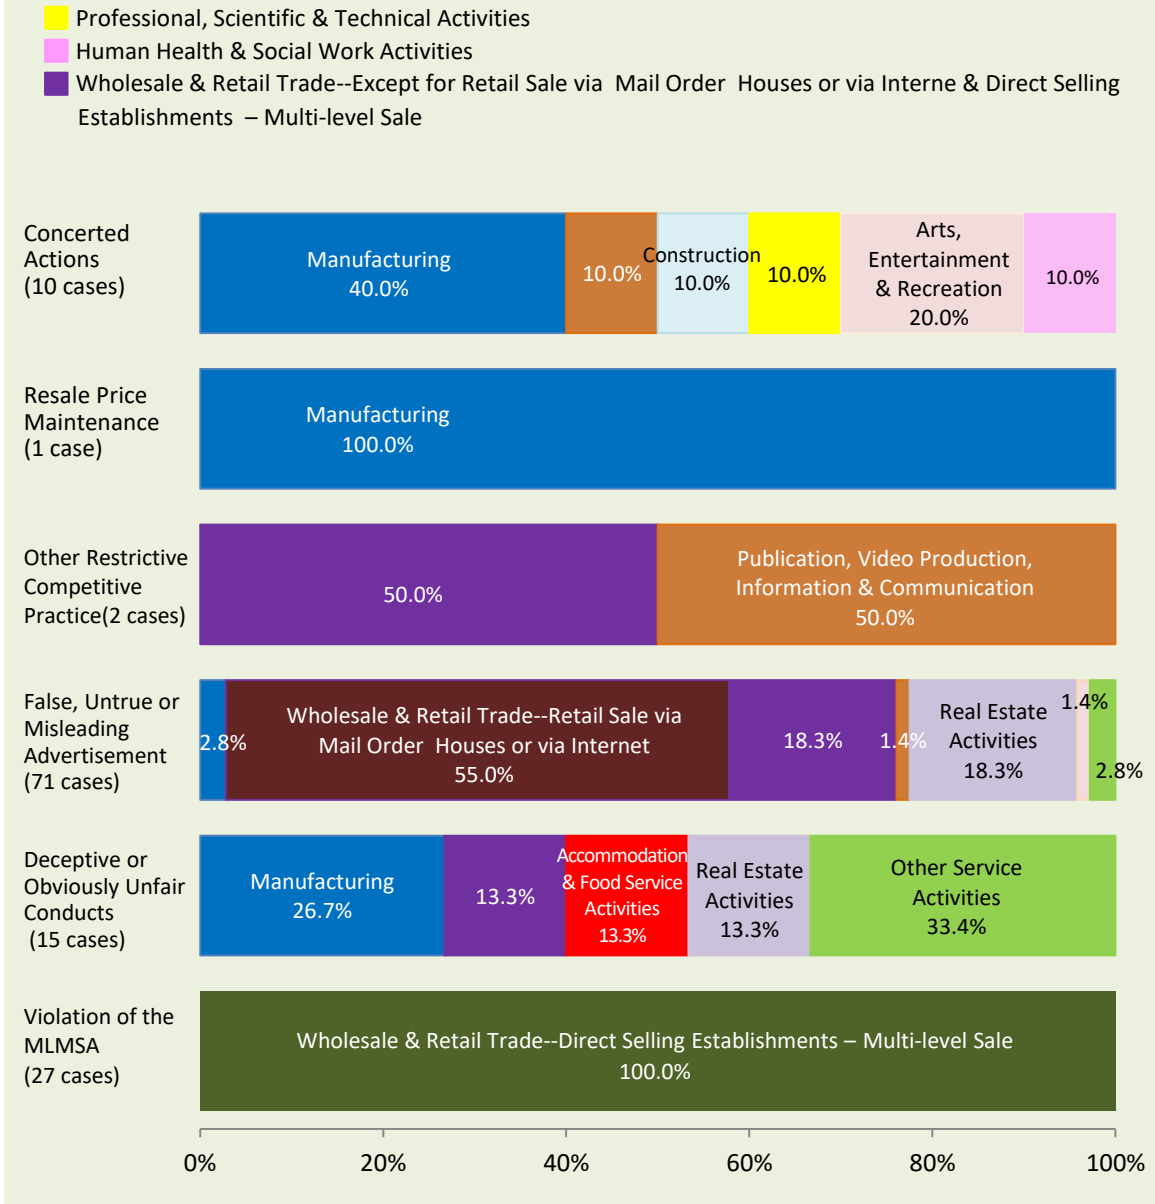 Professional, Scientific & Technical Activities
Human Health & Social Work Activities
Wholesale & Retail Trade--Except for Retail Sale via Mail Order Houses or via Interne & Direct Selling
Establishments – Multi-level Sale
Concerted
Actions
(10 cases)
Manufacturing
40.0%
10.0%
Construction
10.0%
10.0%
Arts,
Entertainment
& Recreation
20.0%
10.0%
Resale Price
Maintenance
(1 case)
Manufacturing
100.0%
Other Restrictive
Competitive
Practice(2 cases)
50.0%
Publication, Video Production,
Information & Communication
50.0%
False, Untrue or
Misleading
Advertisement
(71 cases)
2.8%
Wholesale & Retail Trade--Retail Sale via
Mail Order Houses or via Internet
55.0%
18.3%
1.4%
Real Estate
Activities
18.3%
1.4%
2.8%
Deceptive or
Obviously Unfair
Conducts
(15 cases)
Manufacturing
26.7%
13.3%
Accommodation
& Food Service
Activities
13.3%
Real Estate
Activities
13.3%
Other Service
Activities
33.4%
Violation of the
MLMSA
(27 cases)
Wholesale & Retail Trade--Direct Selling Establishments – Multi-level Sale
100.0%
0%
20%
40%
60%
80%
100%